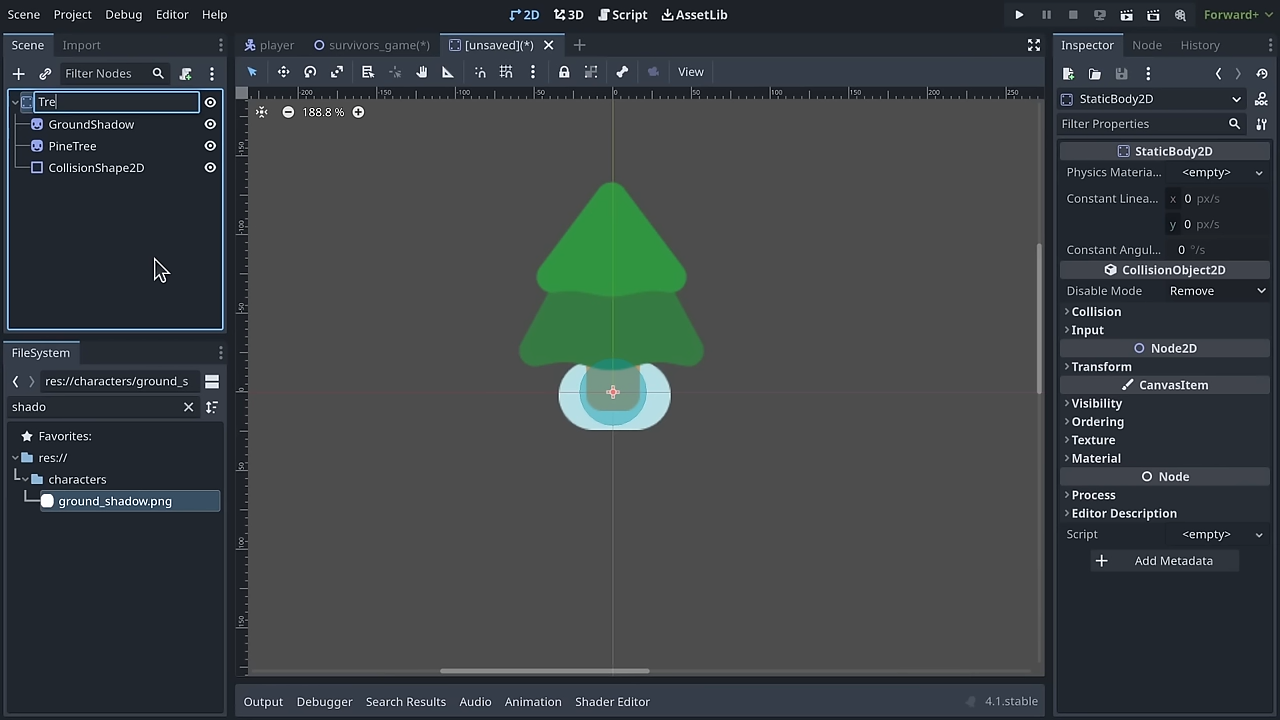 Scene Project Debug Editor Help 2D 3D Script AssetLib Forward+
Scene Import
Filter Nodes
Tre
GroundShadow
PineTree
CollisionShape2D
FileSystem
res://characters/ground_s
shado
Favorites:
res://
characters
ground_shadow.png
player survivors_game(*) [unsaved](*)
View
188.8 %
Output Debugger Search Results Audio Animation Shader Editor 4.1.stable
Inspector Node History
StaticBody2D
Filter Properties
StaticBody2D
Physics Materia... <empty>
Constant Linea... x 0 px/s
y 0 px/s
Constant Angul... 0 °/s
CollisionObject2D
Disable Mode Remove
Collision
Input
Node2D
Transform
CanvasItem
Visibility
Ordering
Texture
Material
Node
Process
Editor Description
Script <empty>
Add Metadata